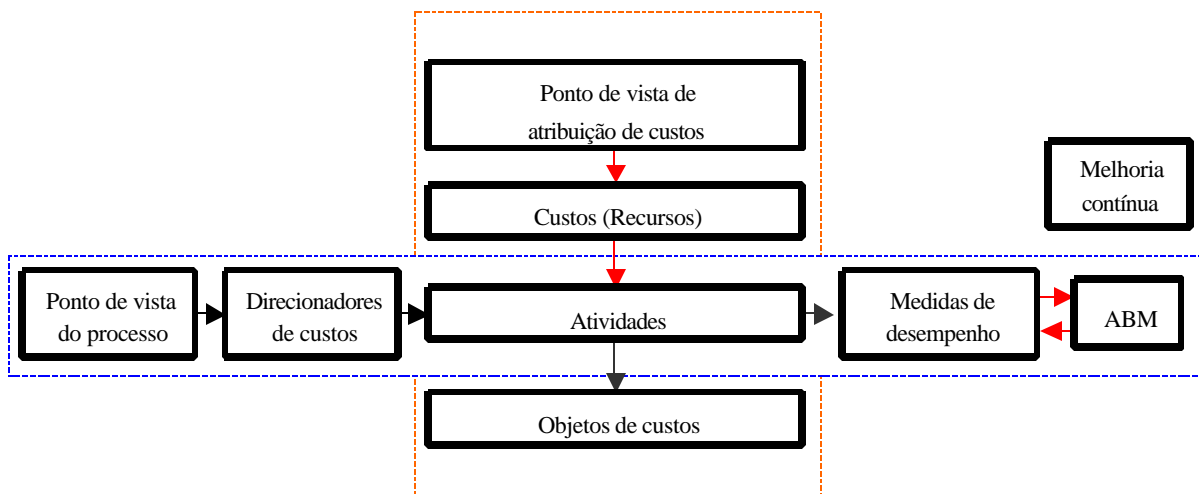 Ponto de vista de
atribuição de custos
Melhoria
contínua
Custos (Recursos)
Ponto de vista
do processo
Direcionadores
de custos
Atividades
Medidas de
desempenho
ABM
Objetos de custos